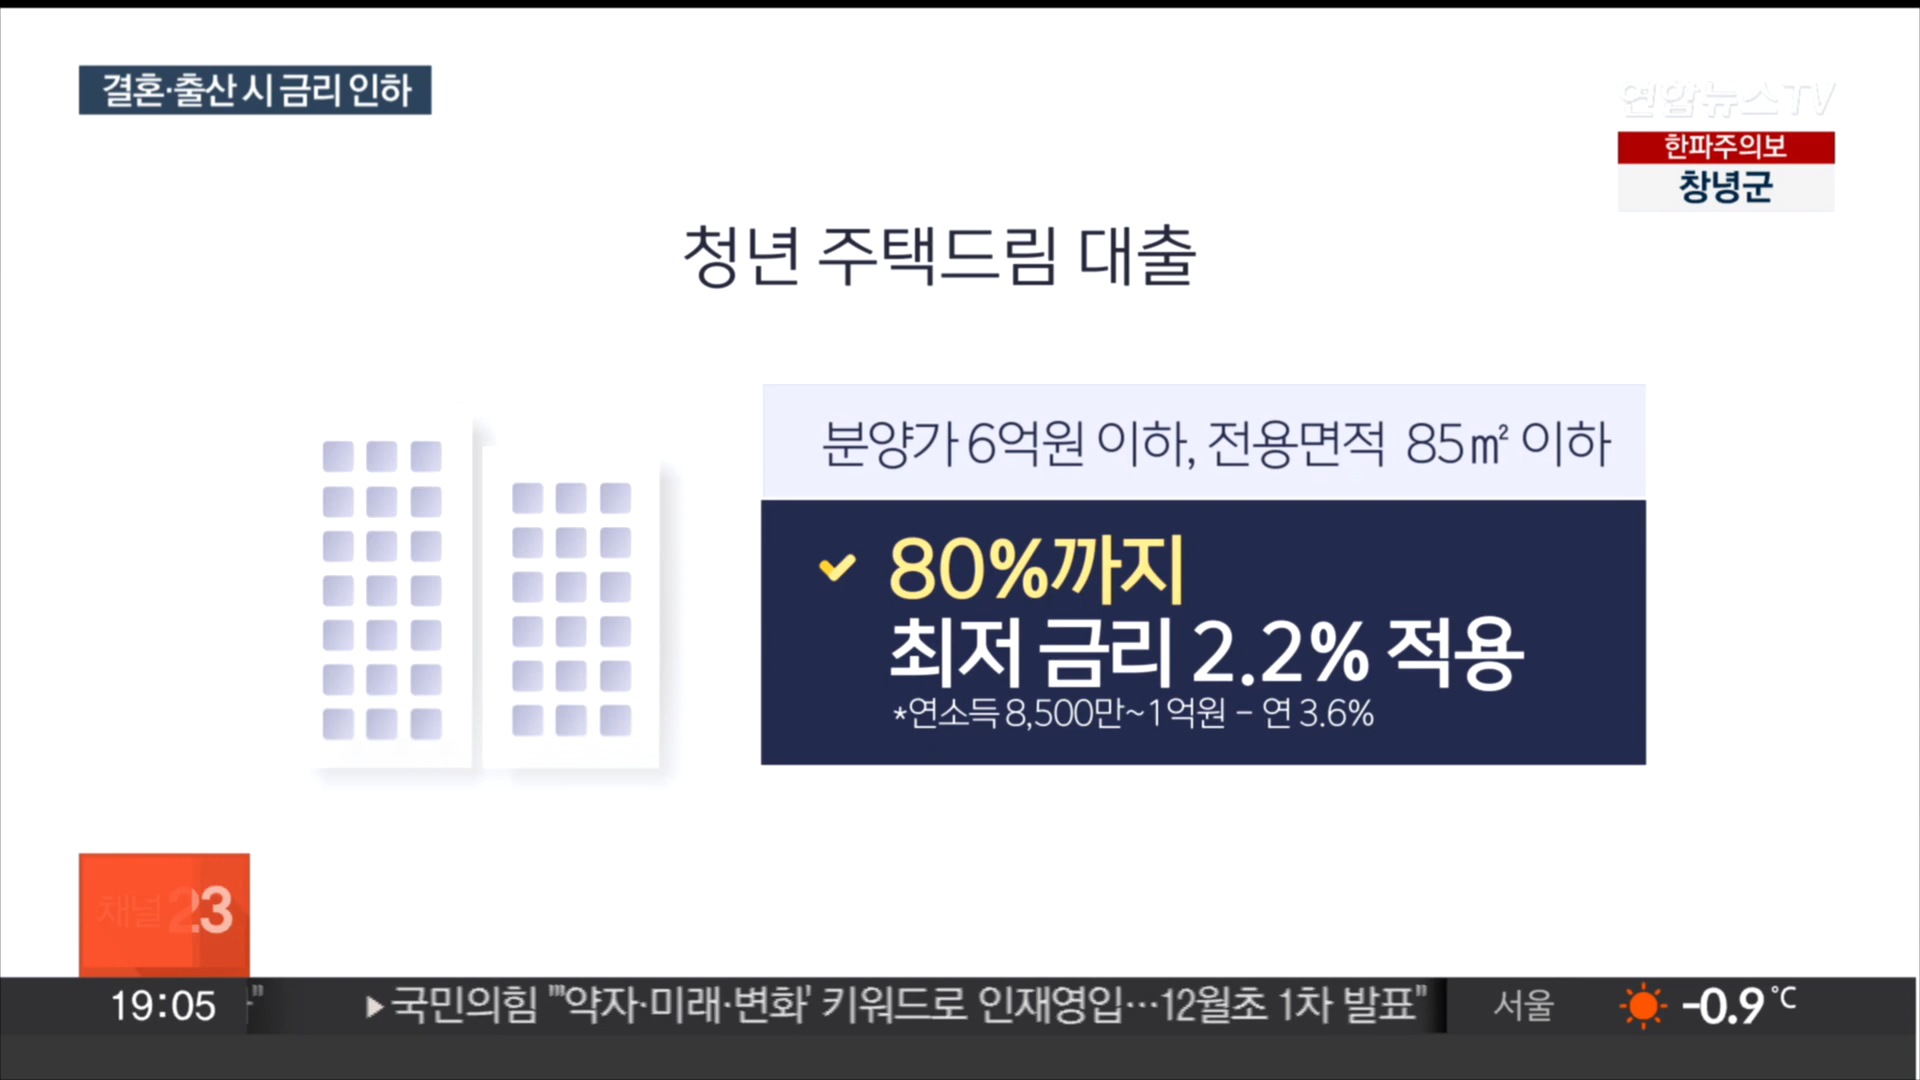 결혼·출산 시 금리 인하
연합뉴스TV
한파주의보
창녕군
청년 주택드림 대출
분양가 6억원 이하, 전용면적 85㎡ 이하
80%까지
최저 금리 2.2% 적용
*연소득 8,500만~1억원 – 연 3.6%
채널 23
19:05
▶국민의힘 "'약자·미래·변화' 키워드로 인재영입…12월초 1차 발표"
서울
-0.9℃